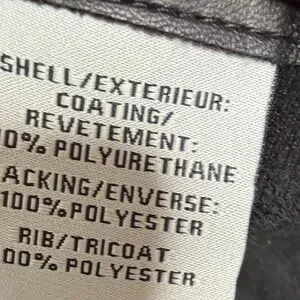 SHELL/EXTERIEUR:
COATING/
REVETEMENT:
00% POLYURETHANE
ACKING/ENVERSE:
100% POLYESTER
RIB/TRICOAT
00% POLYESTER